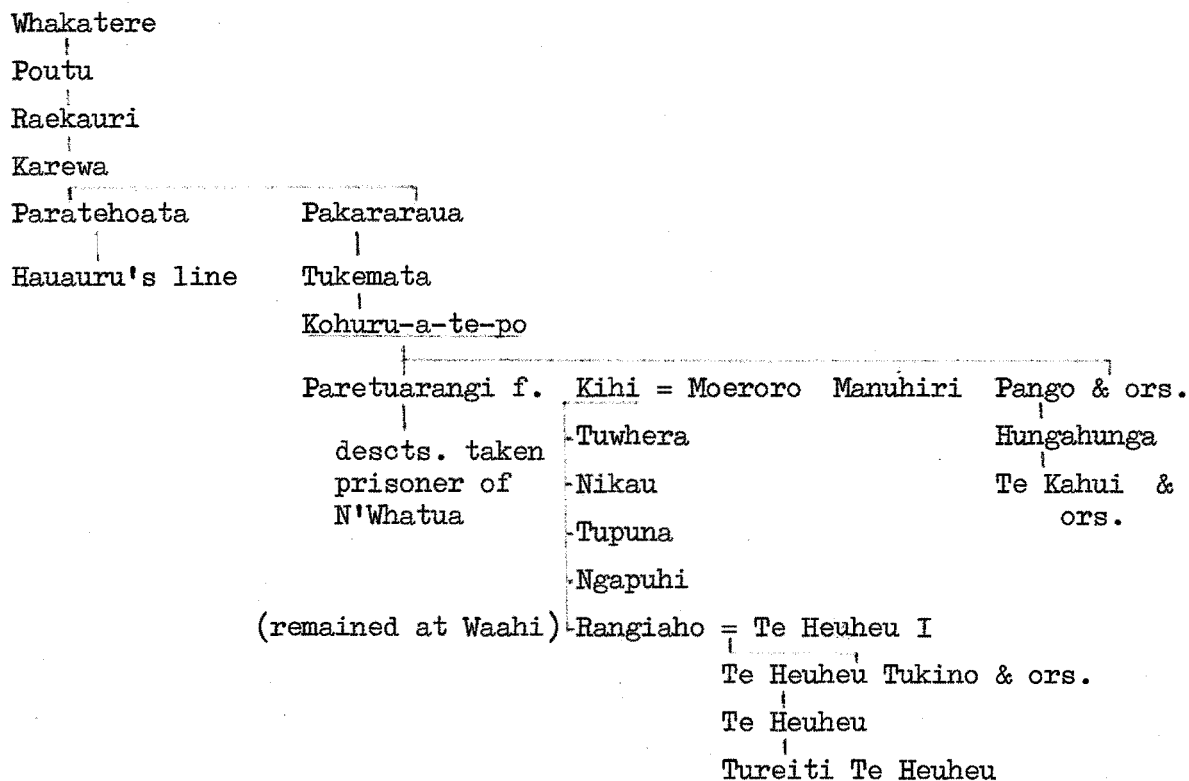 Whakatere
Poutu
Raekauri
Karewa
Paratehoata Pakararaua
Hauauru's line Tukemata
Kohuru-a-te-po
Paretuarangi f. Kihi = Moeroro Manuhiri Pango & ors.
descts. taken -Tuwhera Hungahunga
prisoner of -Nikau Te Kahui &
N'Whatua ors.
-Tupuna
-Ngapuhi
(remained at Waahi)-Rangiaho = Te Heuheu I
Te Heuheu Tukino & ors.
Te Heuheu
Tureiti Te Heuheu